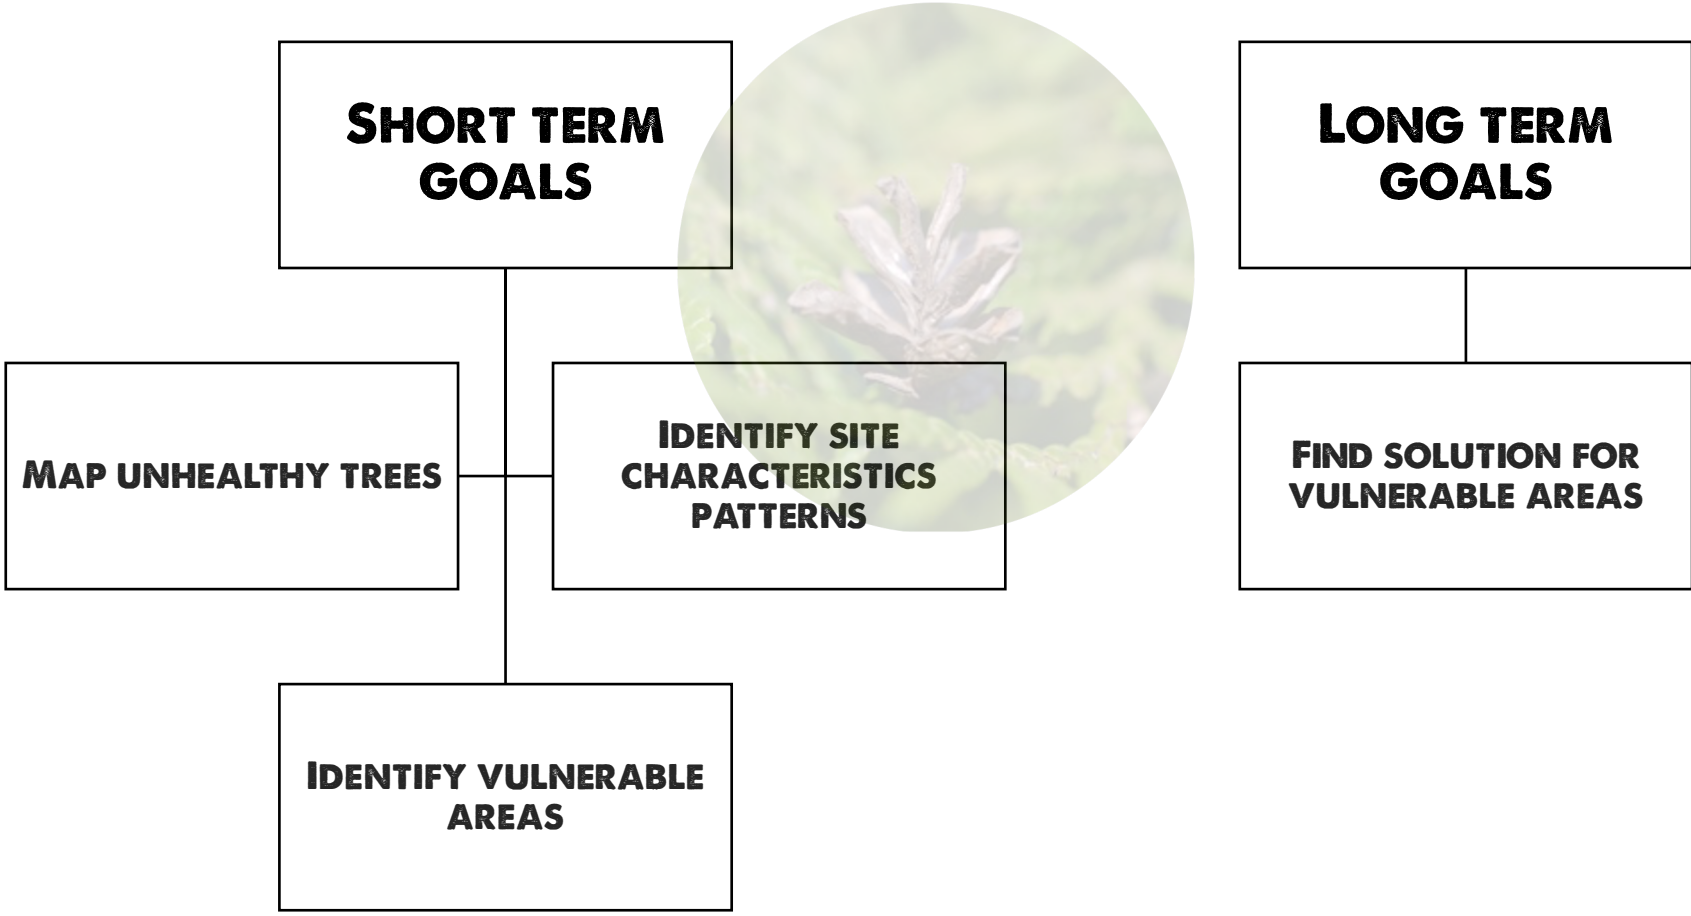 SHORT TERM
GOALS
LONG TERM
GOALS
MAP UNHEALTHY TREES
IDENTIFY SITE
CHARACTERISTICS
PATTERNS
FIND SOLUTION FOR
VULNERABLE AREAS
IDENTIFY VULNERABLE
AREAS